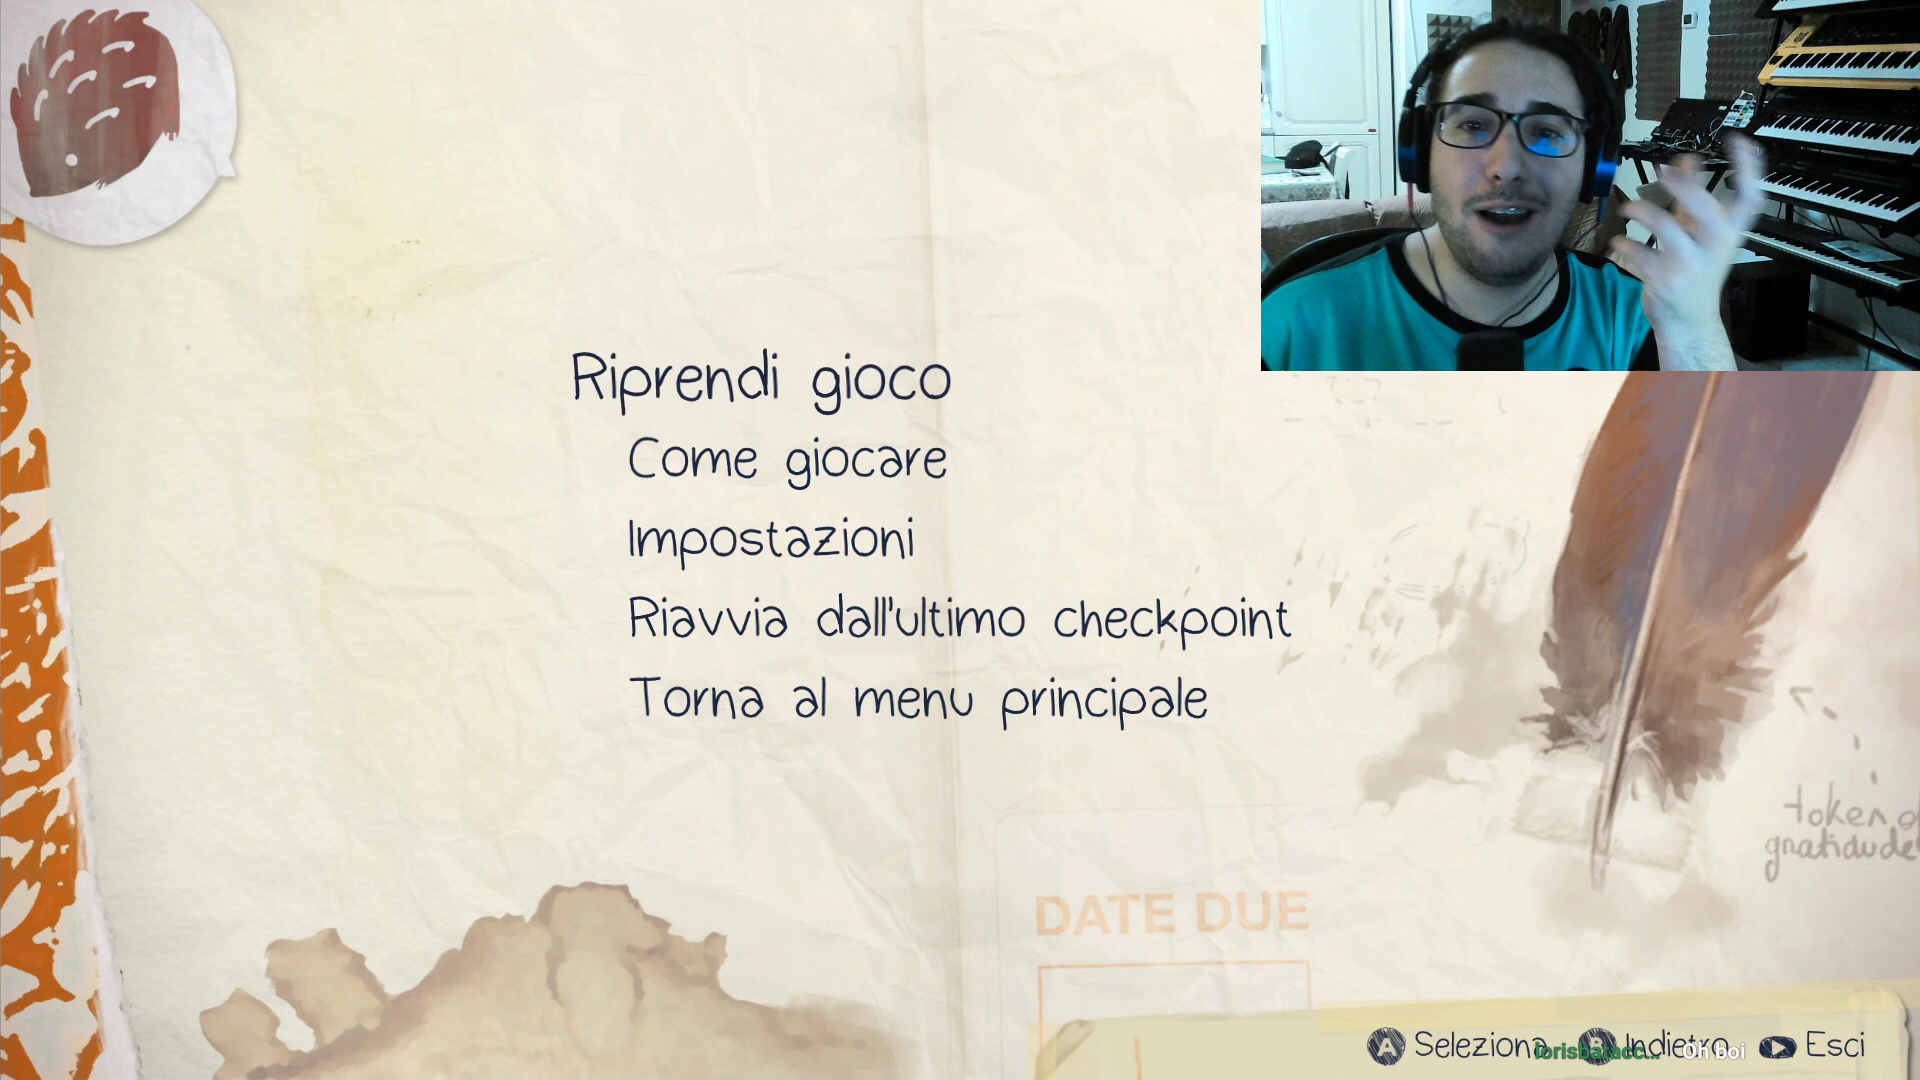 Riprendi gioco
Come giocare
Impostazioni
Riavvia dall'ultimo checkpoint
Torna al menu principale
token o
gratidude
DATE DUE
A Seleziona B Indietro Esci
Oh boi